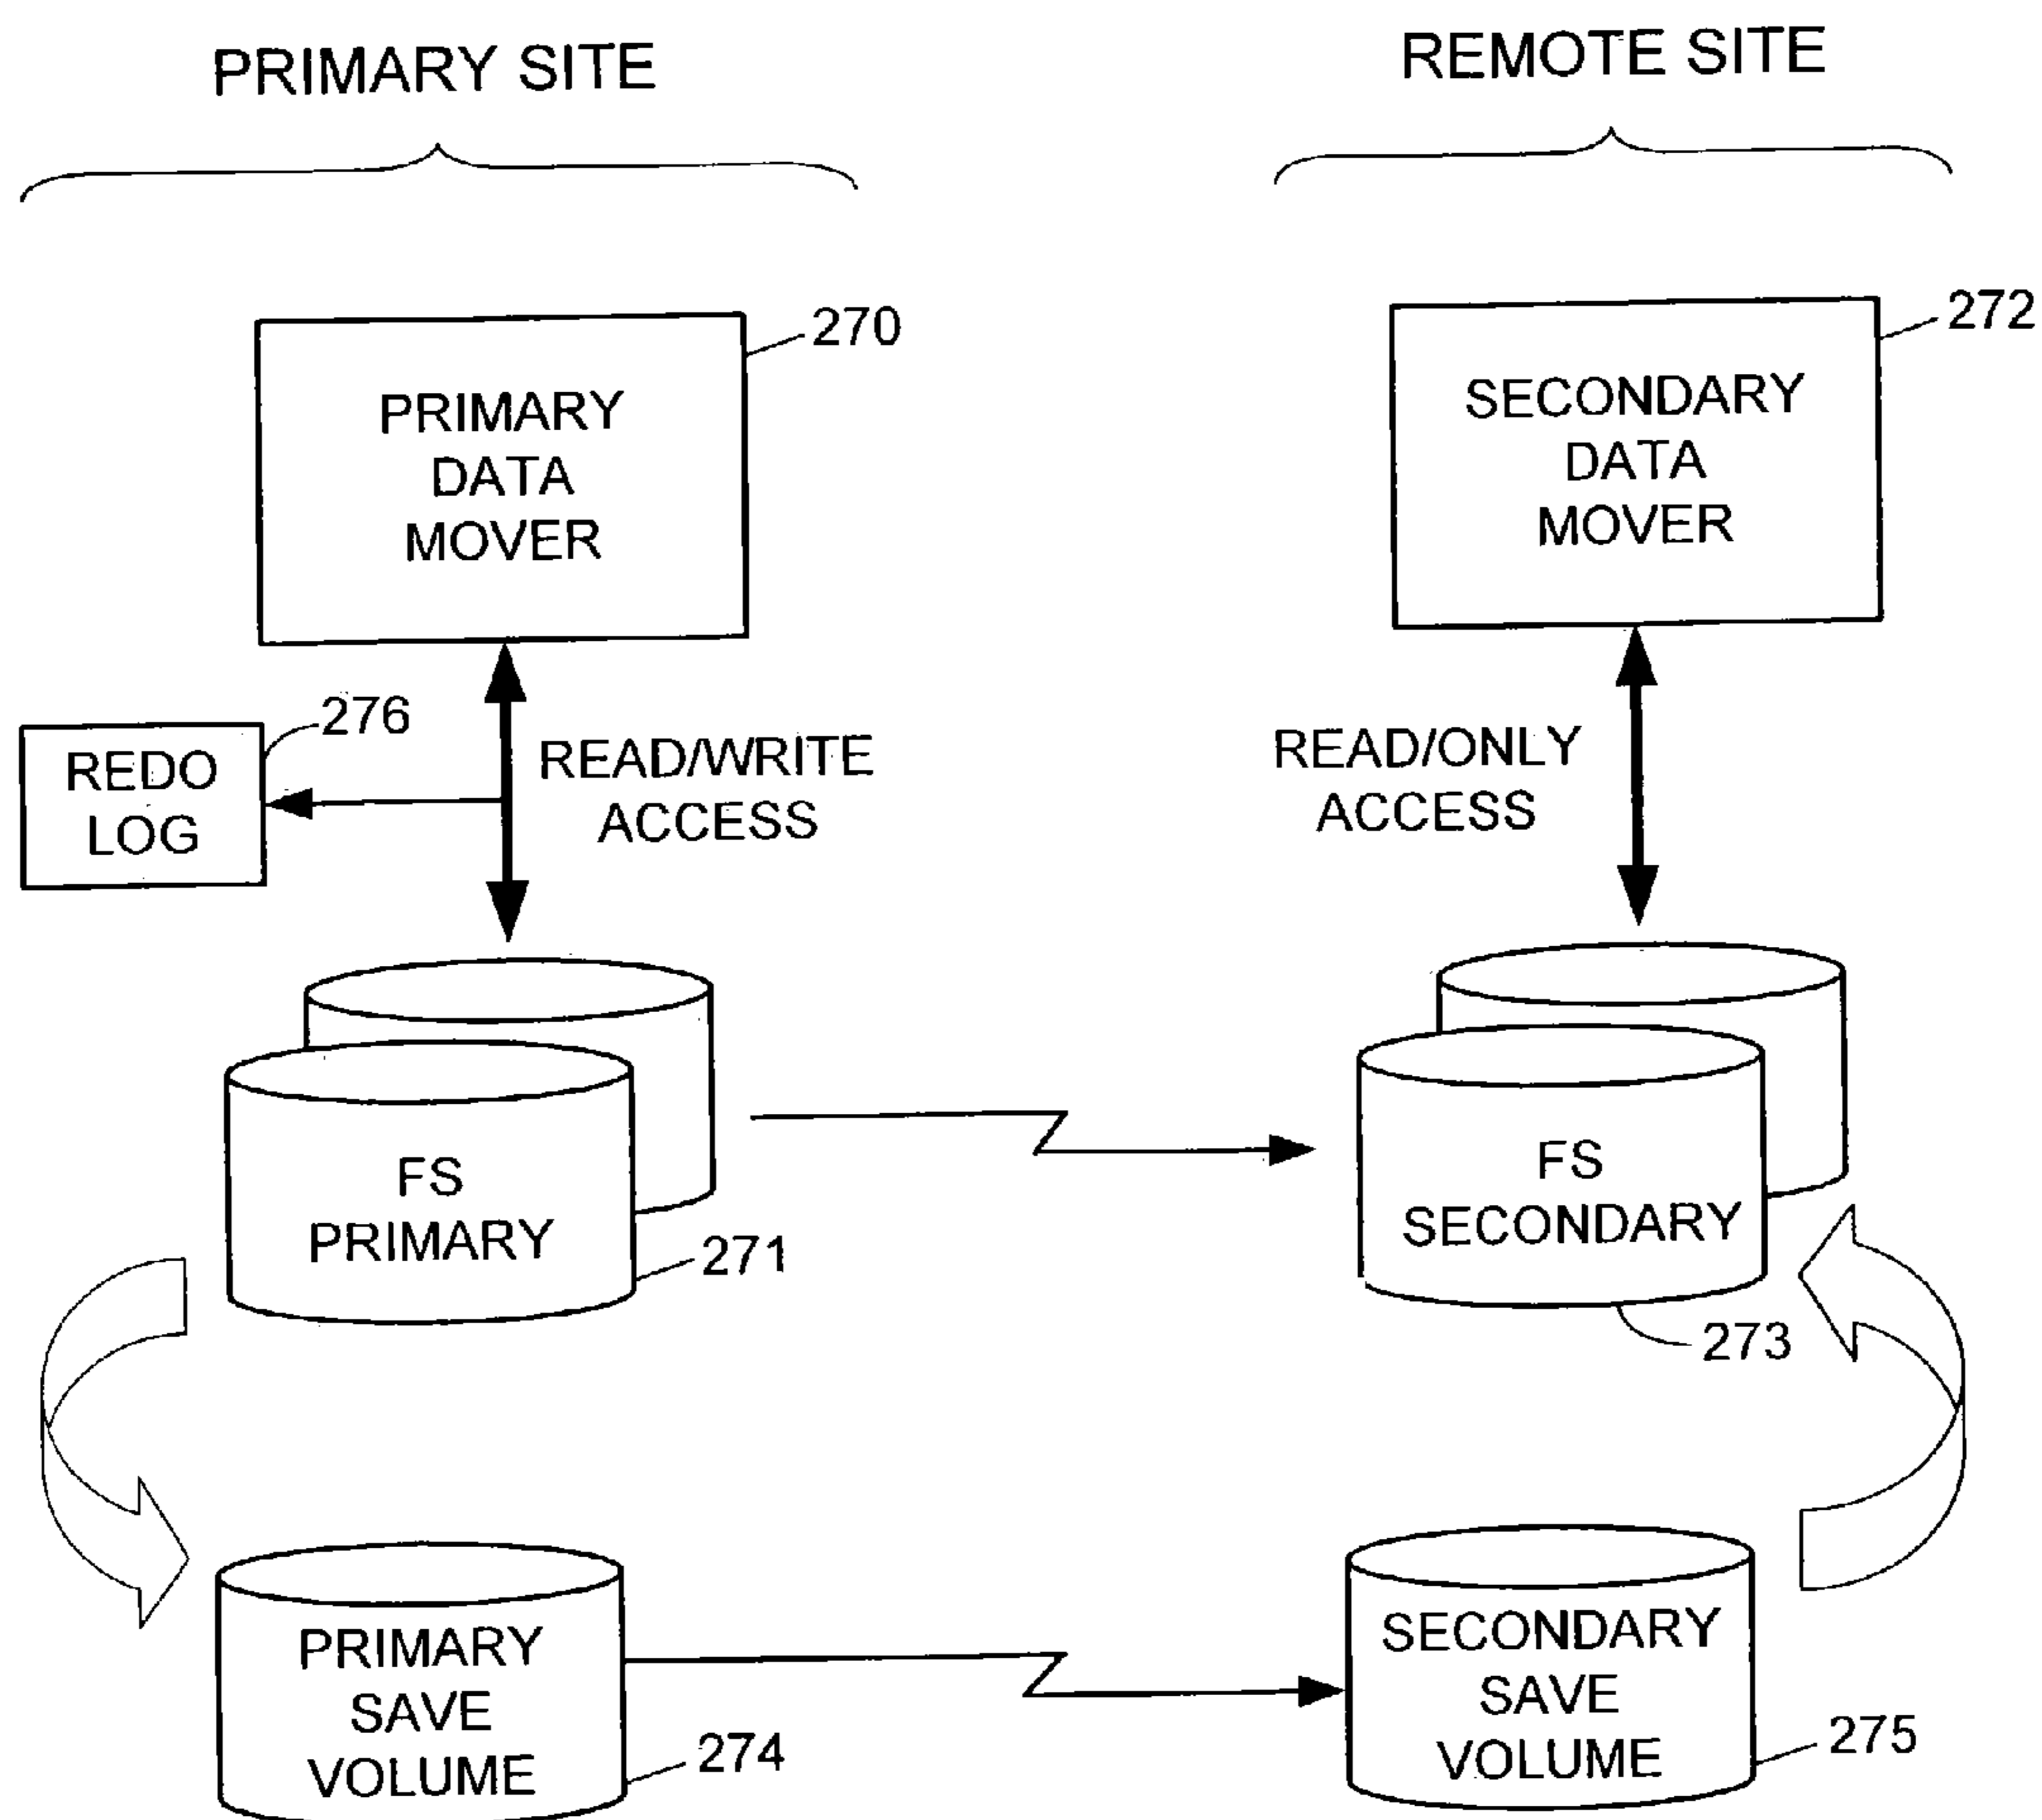 PRIMARY SITE
REMOTE SITE
270
PRIMARY
DATA
MOVER
272
SECONDARY
DATA
MOVER
276
REDO
LOG
READ/WRITE
ACCESS
READ/ONLY
ACCESS
FS
PRIMARY
271
FS
SECONDARY
273
PRIMARY
SAVE
VOLUME
274
SECONDARY
SAVE
VOLUME
275